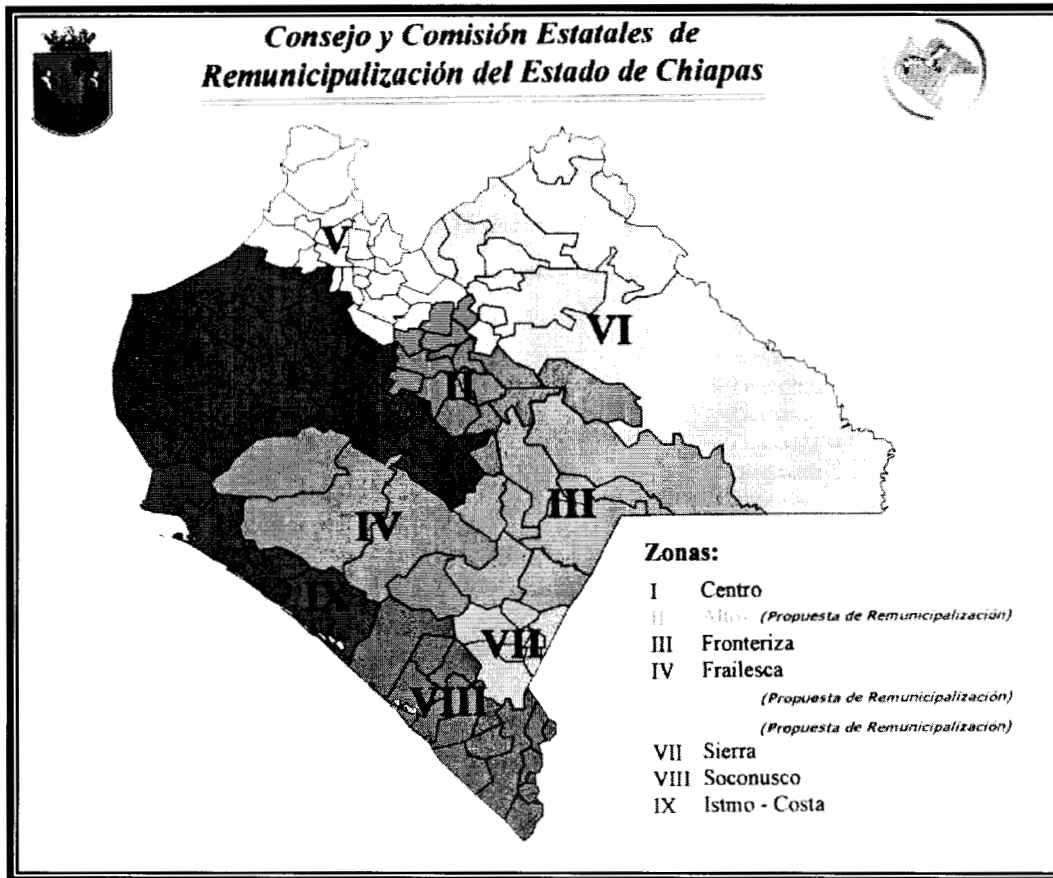 Consejo y Comisión Estatales de
Remunicipalización del Estado de Chiapas
V
VI
II
III
IV
IX
VII
VIII
Zonas:
I Centro
II Altos (Propuesta de Remunicipalización)
III Fronteriza
IV Frailesca
(Propuesta de Remunicipalización)
(Propuesta de Remunicipalización)
VII Sierra
VIII Soconusco
IX Istmo - Costa